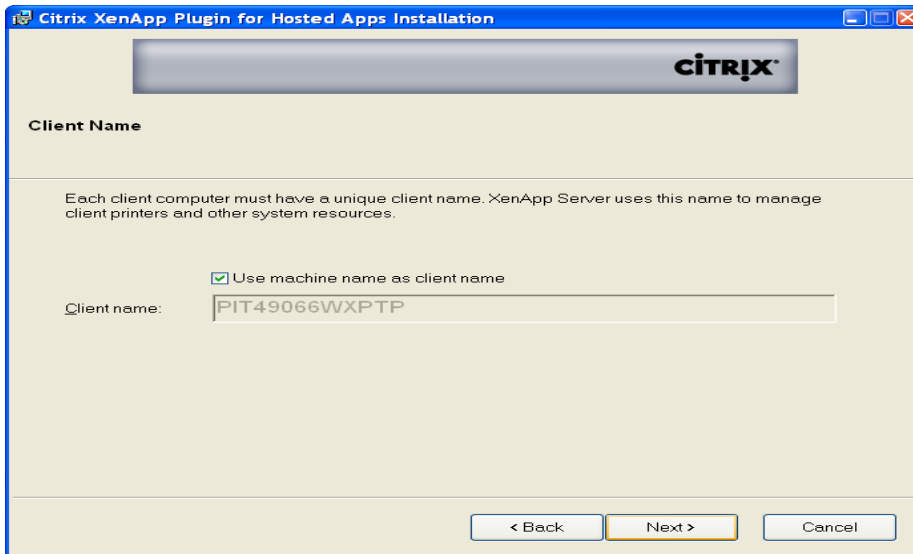 Citrix XenApp Plugin for Hosted Apps Installation
CİTRIX
Client Name
Each client computer must have a unique client name. XenApp Server uses this name to manage
client printers and other system resources.
Use machine name as client name
Client name:
PIT49066WXPTP
< Back
Next >
Cancel